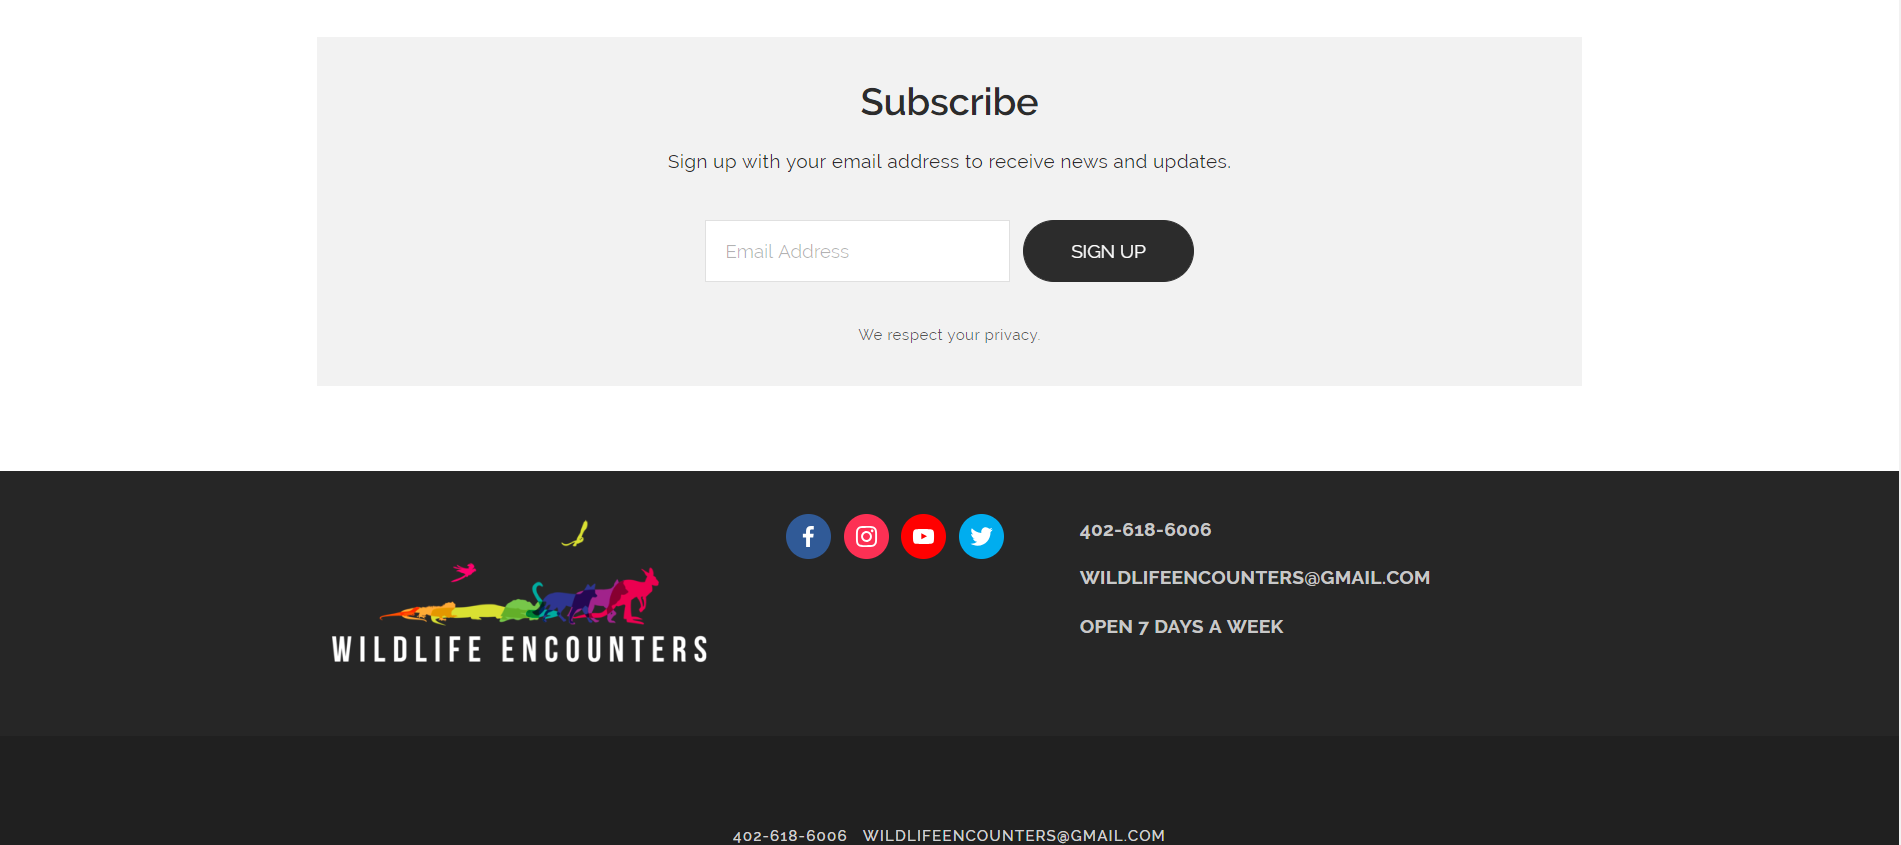 Subscribe
Sign up with your email address to receive news and updates.
Email Address
SIGN UP
We respect your privacy.
WILDLIFE ENCOUNTERS
402-618-6006
WILDLIFEENCOUNTERS@GMAIL.COM
OPEN 7 DAYS A WEEK
402-618-6006 WILDLIFEENCOUNTERS@GMAIL.COM